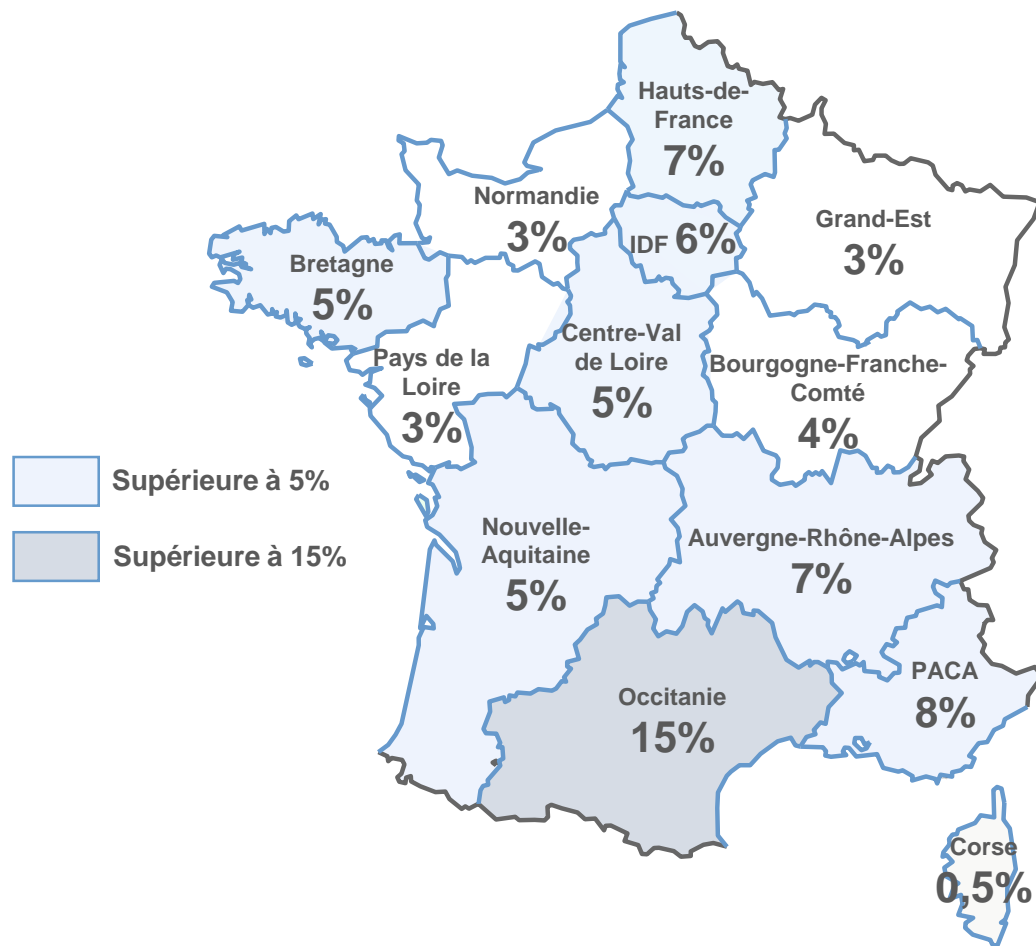 Hauts-de-
France
7%
Normandie
3%
IDF 6%
Grand-Est
3%
Bretagne
5%
Centre-Val
de Loire
5%
Pays de la
Loire
3%
Bourgogne-Franche-
Comté
4%
Supérieure à 5%
Supérieure à 15%
Nouvelle-
Aquitaine
5%
Auvergne-Rhône-Alpes
7%
PACA
8%
Occitanie
15%
Corse
0,5%